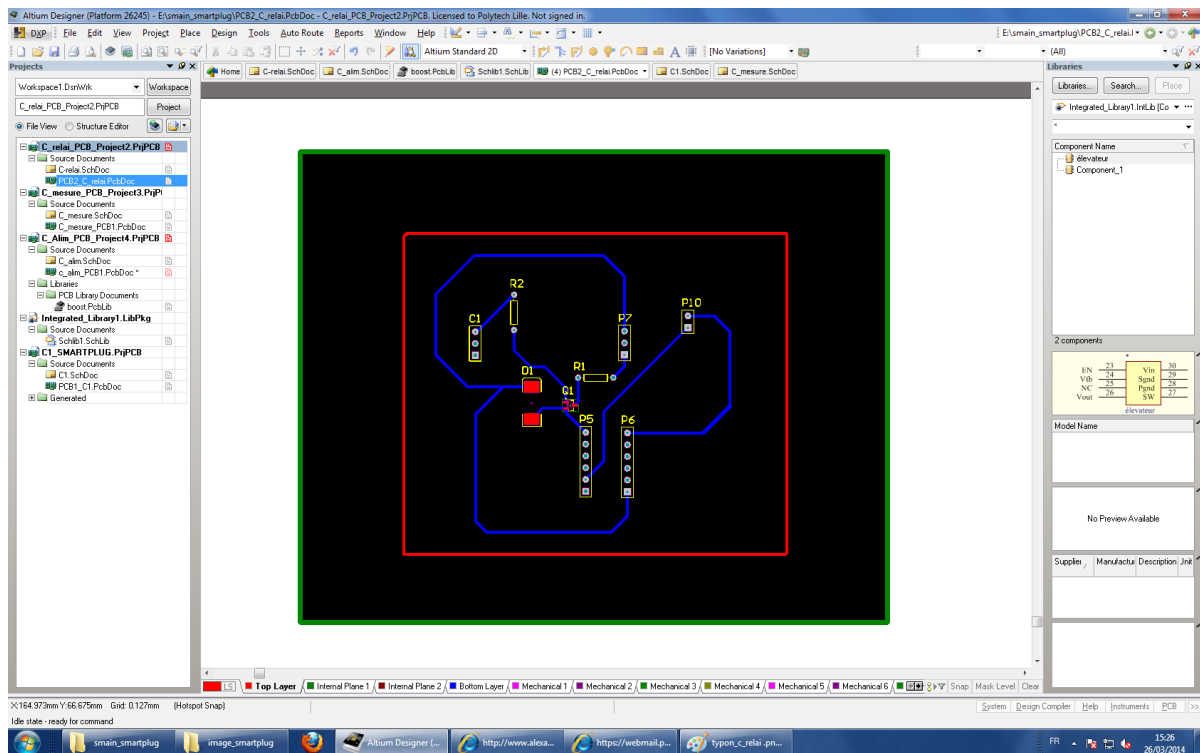 Altium Designer (Platform 26245) - E:\smain_smartplug\PCB2_C_relai.PcbDoc - C_relai_PCB_Project2.PrjPCB. Licensed to Polytech Lille. Not signed in.
DXP File Edit View Project Place Design Tools Auto Route Reports Window Help E:\smain_smartplug\PCB2_C_relai.I
Altium Standard 2D [No Variations] (All)
Projects
Home C-relai.SchDoc C_alim.SchDoc boost.PcbLib Schlib1.SchLib (4) PCB2_C_relai.PcbDoc C1.SchDoc C_mesure.SchDoc
Libraries
Workspace1.DsnWrk Workspace
Libraries... Search... Place
C_relai_PCB_Project2.PrjPCB Project
Integrated_Library1.IntLib [Co
File View Structure Editor
*
C_relai_PCB_Project2.PrjPCB
Source Documents
C-relai.SchDoc
PCB2_C_relai.PcbDoc
C_mesure_PCB_Project3.PrjP
Source Documents
C_mesure.SchDoc
C_mesure_PCB1.PcbDoc
C_Alim_PCB_Project4.PrjPCB
Source Documents
C_alim.SchDoc
c_alim_PCB1.PcbDoc *
Libraries
PCB Library Documents
boost.PcbLib
Integrated_Library1.LibPkg
Source Documents
Schlib1.SchLib
C1_SMARTPLUG.PrjPCB
Source Documents
C1.SchDoc
PCB1_C1.PcbDoc
Generated
R2
P10
C1
P7
R1
D1
Q1
P5
P6
Component Name
élevateur
Component_1
2 components
*
EN 23 Vin 30
Vfb 24 Sgnd 29
NC 25 Pgnd 28
Vout 26 SW 27
élevateur
Model Name
No Preview Available
Supplier Manufactu Description Jnit
LS Top Layer Internal Plane 1 Internal Plane 2 Bottom Layer Mechanical 1 Mechanical 2 Mechanical 3 Mechanical 4 Mechanical 5 Mechanical 6 Snap Mask Level Clear
X:164.973mm Y:66.675mm Grid: 0.127mm (Hotspot Snap)
System Design Compiler Help Instruments PCB >>
Idle state - ready for command
smain_smartplug image_smartplug Altium Designer (... http://www.alexa... https://webmail.p... typon_c_relai .pn...
FR 15:26
26/03/2014